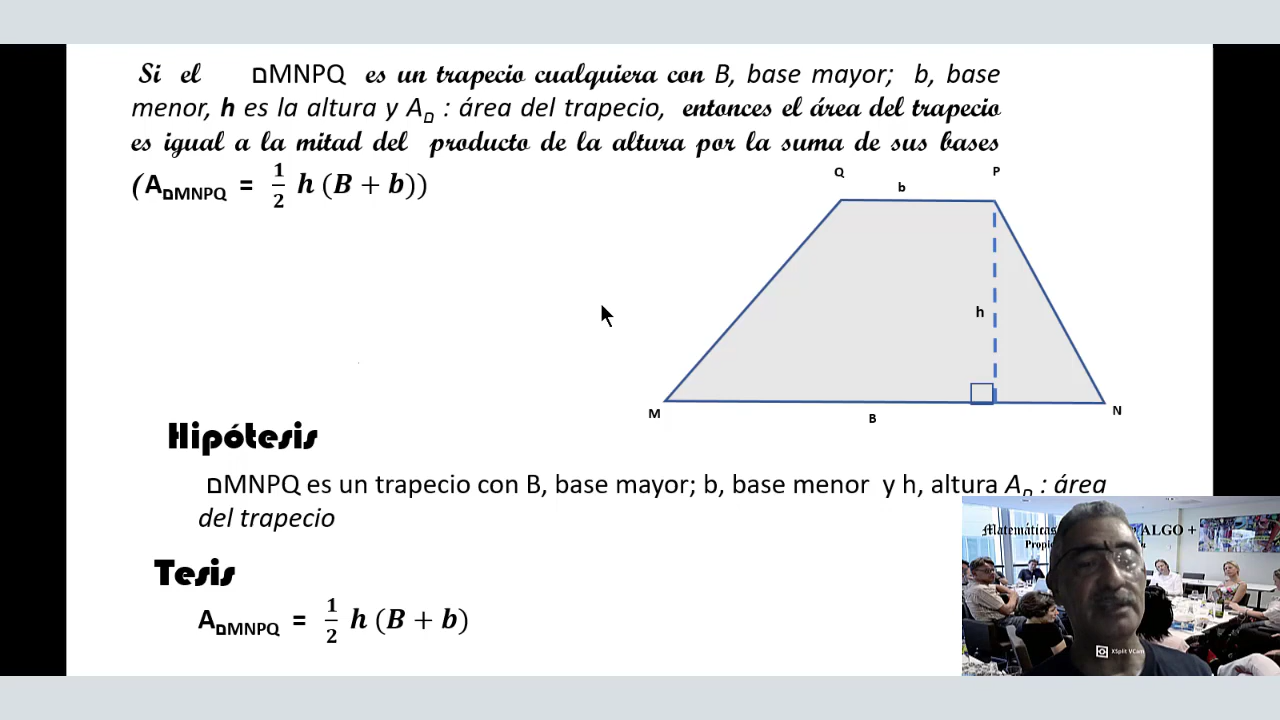 Si el ▢MNPQ es un trapecio cualquiera con B, base mayor; b, base
menor, h es la altura y A▢ : área del trapecio, entonces el área del trapecio
es igual a la mitad del producto de la altura por la suma de sus bases
(A▢MNPQ = 1/2 h (B + b))
Q
P
b
h
M
N
B
Hipótesis
▢MNPQ es un trapecio con B, base mayor; b, base menor y h, altura A▢ : área
del trapecio
Tesis
A▢MNPQ = 1/2 h (B + b)
Matemáticas
ALGO +
XSplit VCam